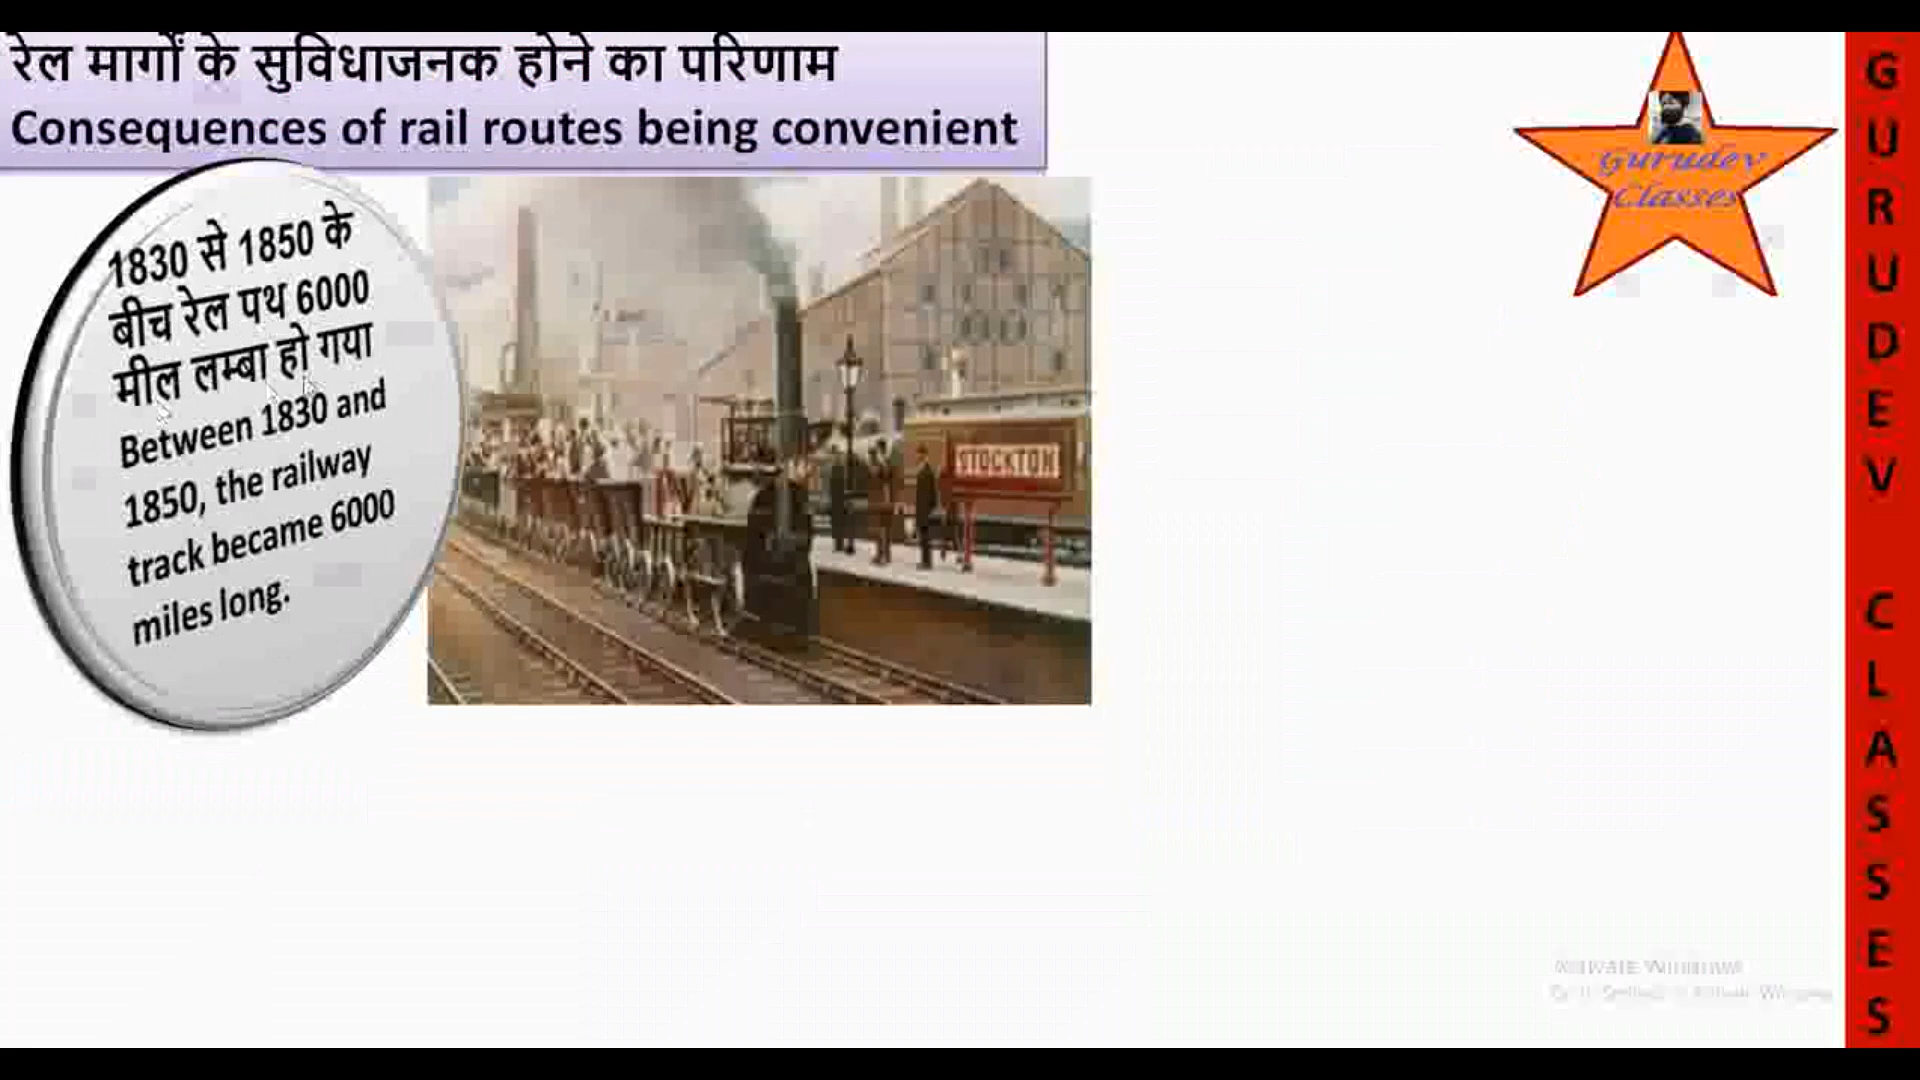 रेल मार्गों के सुविधाजनक होने का परिणाम
Consequences of rail routes being convenient
1830 से 1850 के
बीच रेल पथ 6000
मील लम्बा हो गया
Between 1830 and
1850, the railway
track became 6000
miles long.
STOCKTON
Gurudev
Classes
GURUDEV CLASSES